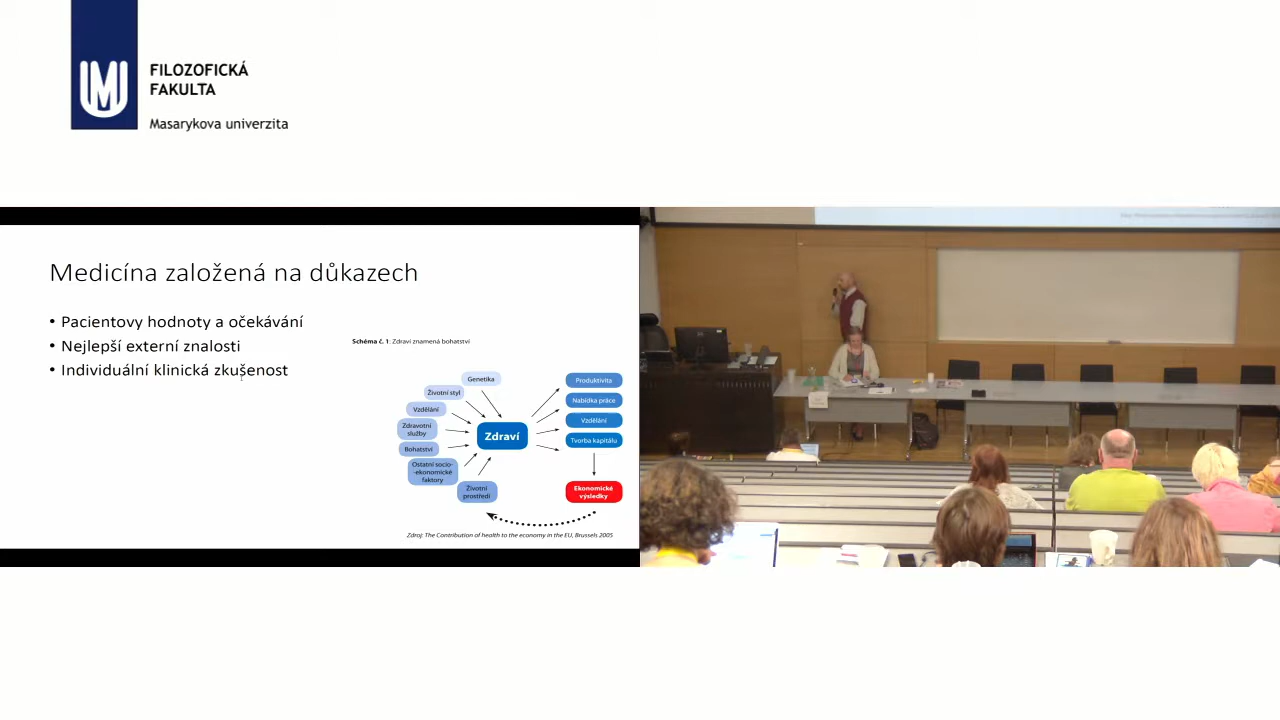 FILOZOFICKÁ
FAKULTA
Masarykova univerzita
Medicína založená na důkazech
• Pacientovy hodnoty a očekávání
• Nejlepší externí znalosti
• Individuální klinická zkušenost
Schéma č. 1: Zdraví znamená bohatství
Genetika
Životní styl
Vzdělání
Zdravotní
služby
Bohatství
Ostatní socio-
-ekonomické
faktory
Životní
prostředí
Zdraví
Produktivita
Nabídka práce
Vzdělání
Tvorba kapitálu
Ekonomické
výsledky
Zdroj: The Contribution of health to the economy in the EU, Brussels 2005